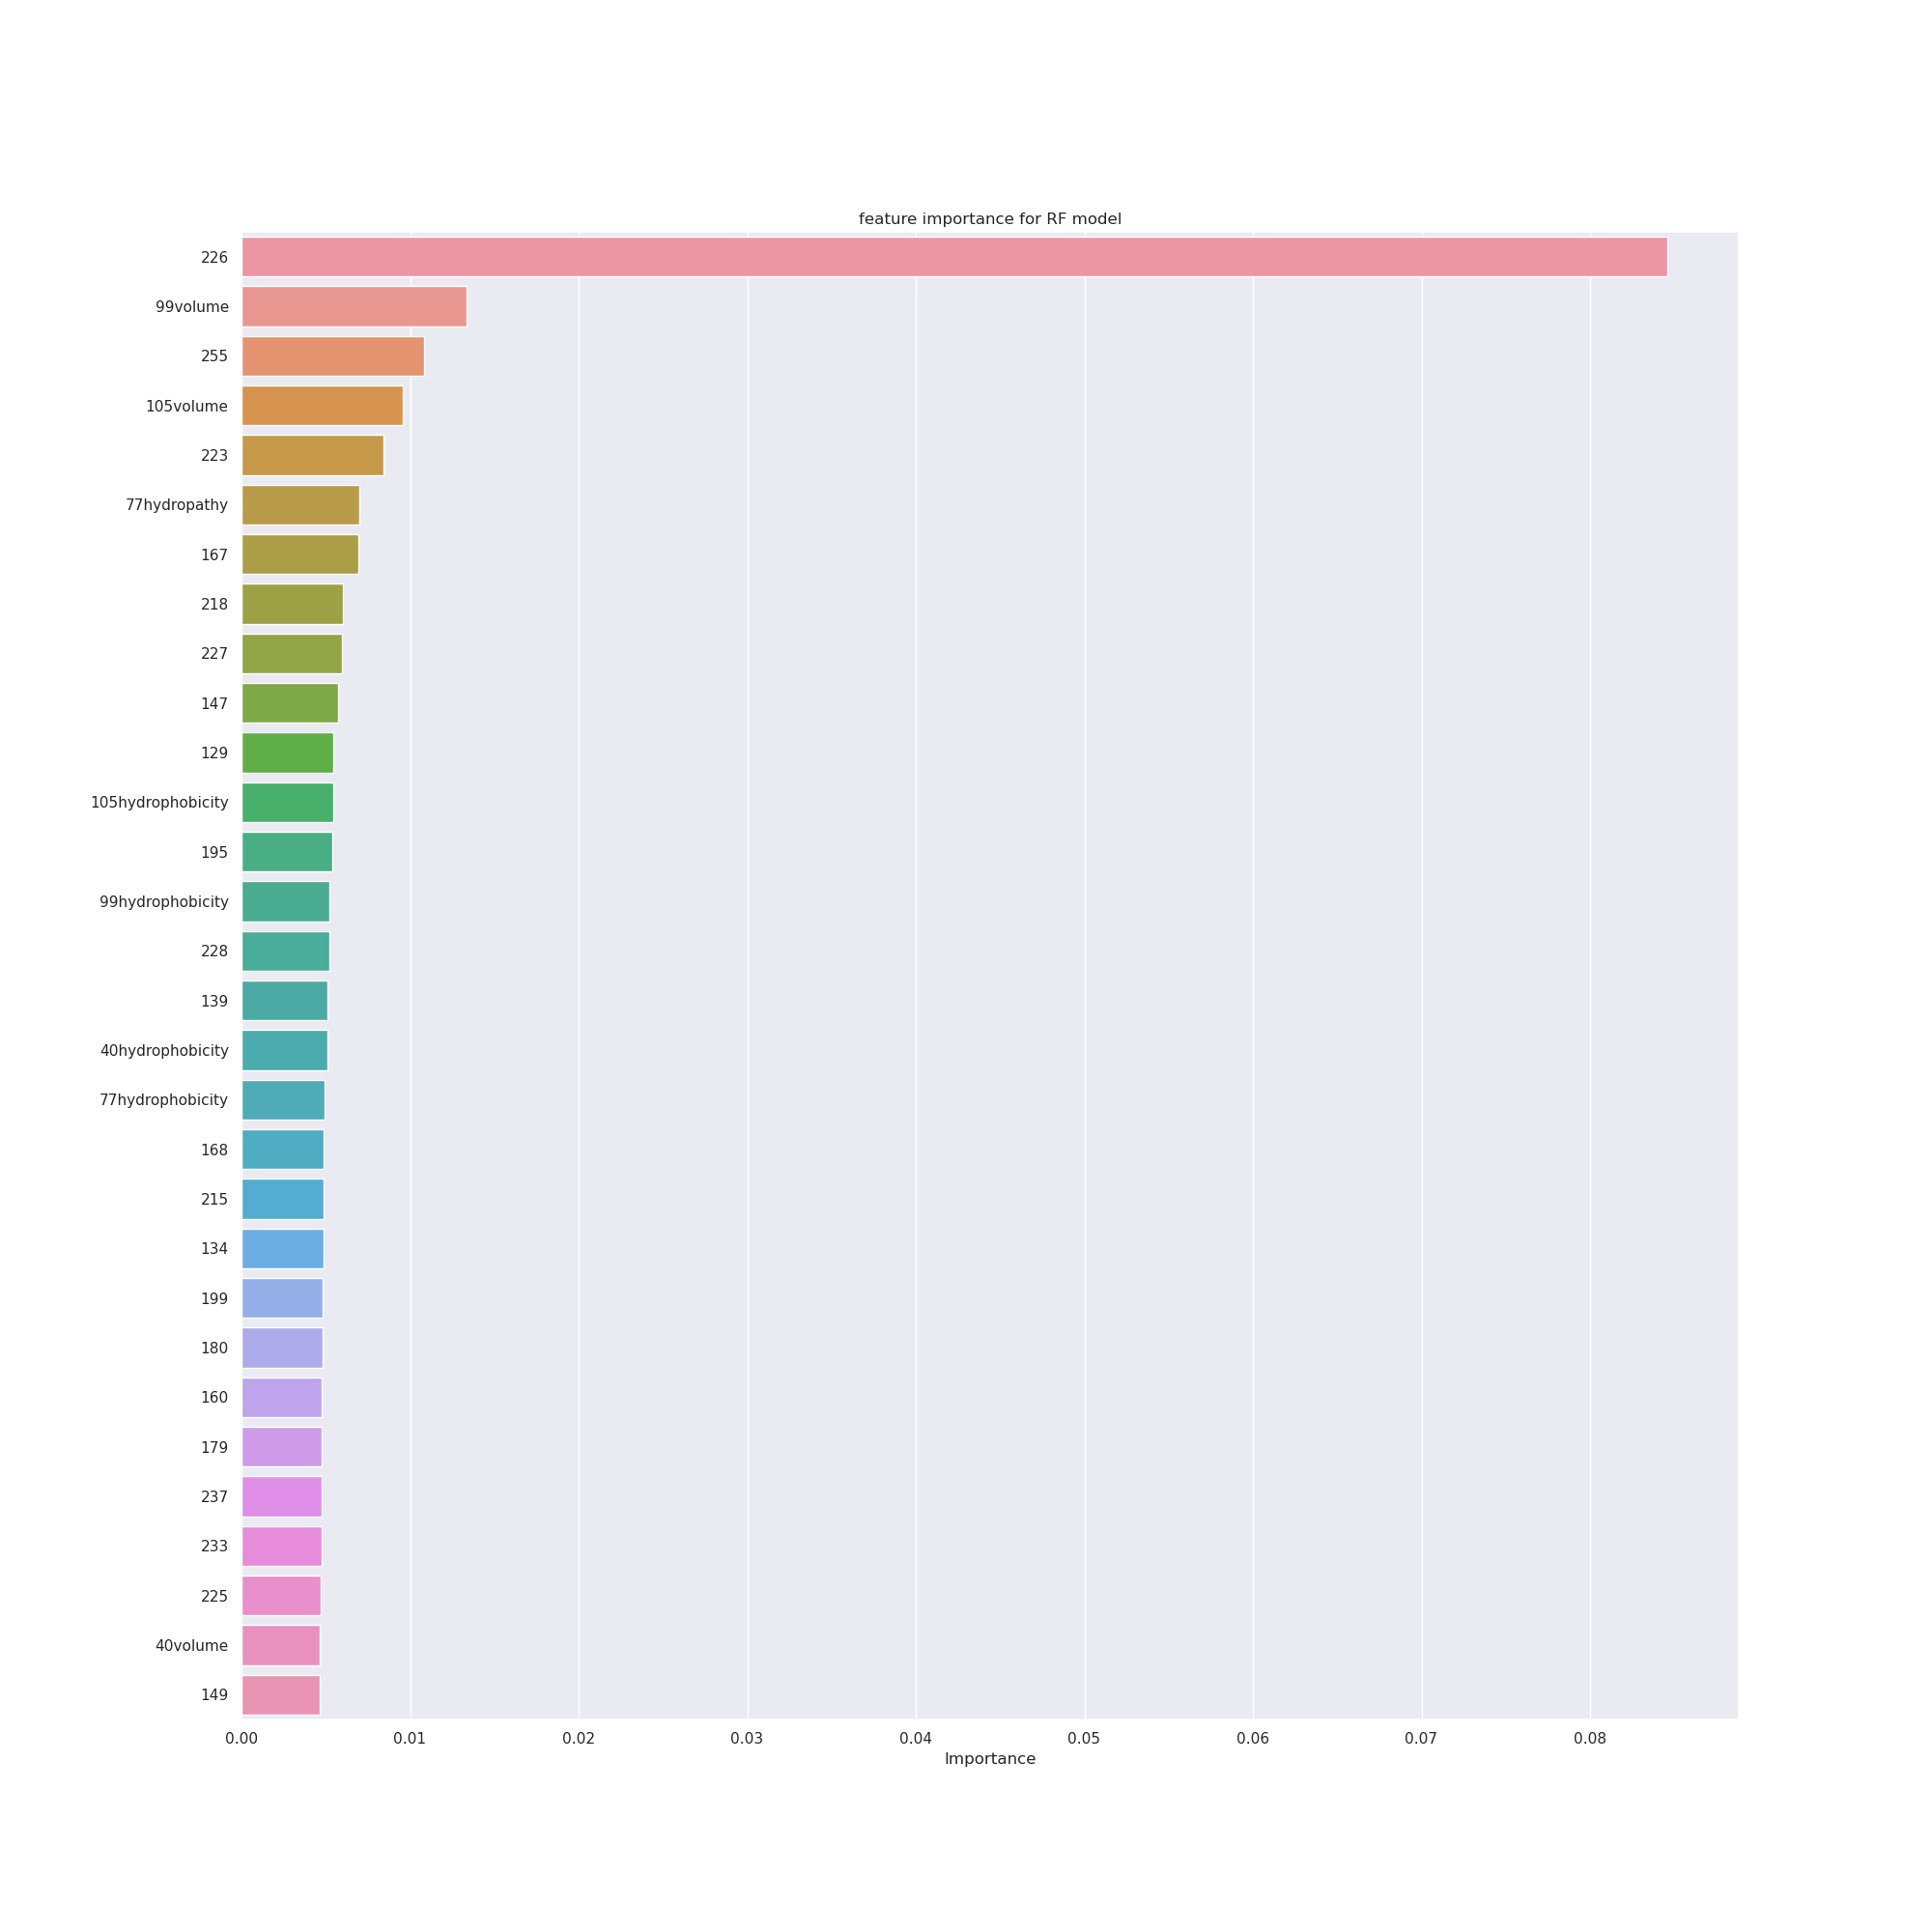 feature importance for RF model
226
99volume
255
105volume
223
77hydropathy
167
218
227
147
129
105hydrophobicity
195
99hydrophobicity
228
139
40hydrophobicity
77hydrophobicity
168
215
134
199
180
160
179
237
233
225
40volume
149
0.00 0.01 0.02 0.03 0.04 0.05 0.06 0.07 0.08
Importance